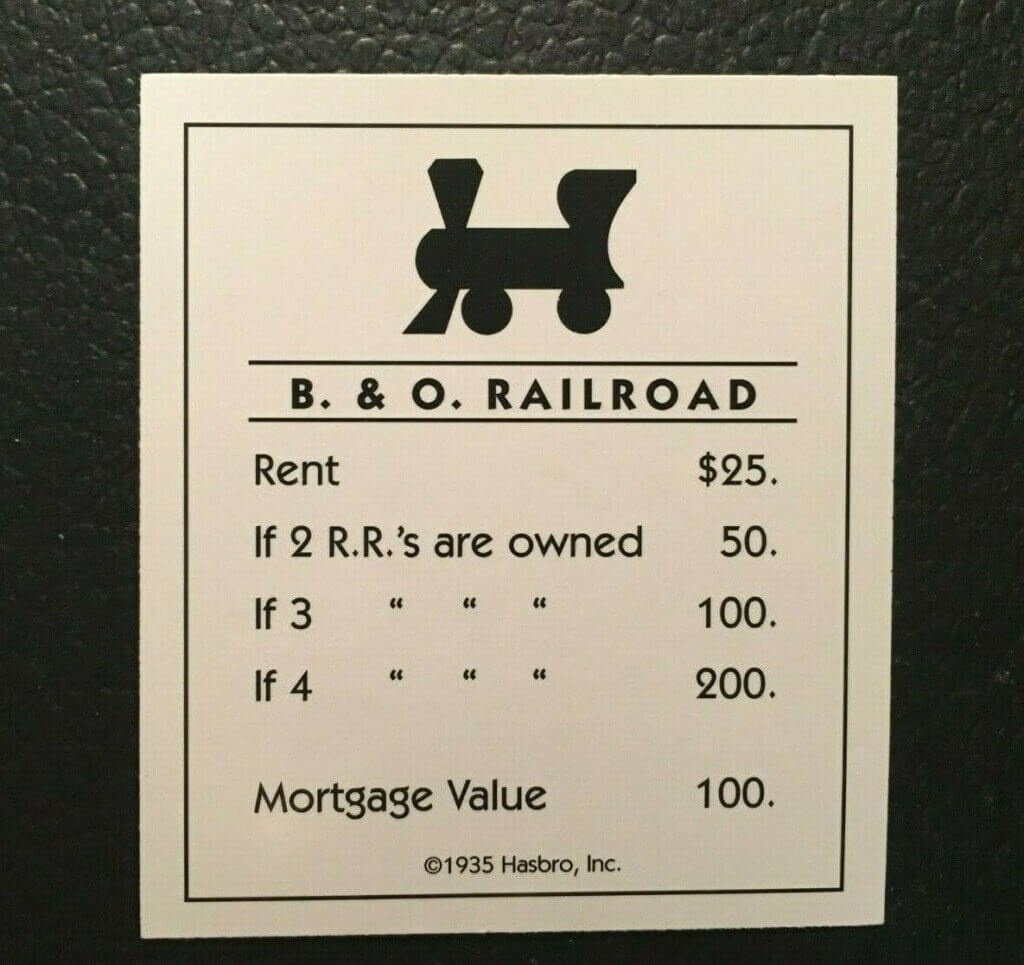 B. & O. RAILROAD
Rent $25.
If 2 R.R.'s are owned 50.
If 3 “ “ “ 100.
If 4 “ “ “ 200.
Mortgage Value 100.
©1935 Hasbro, Inc.